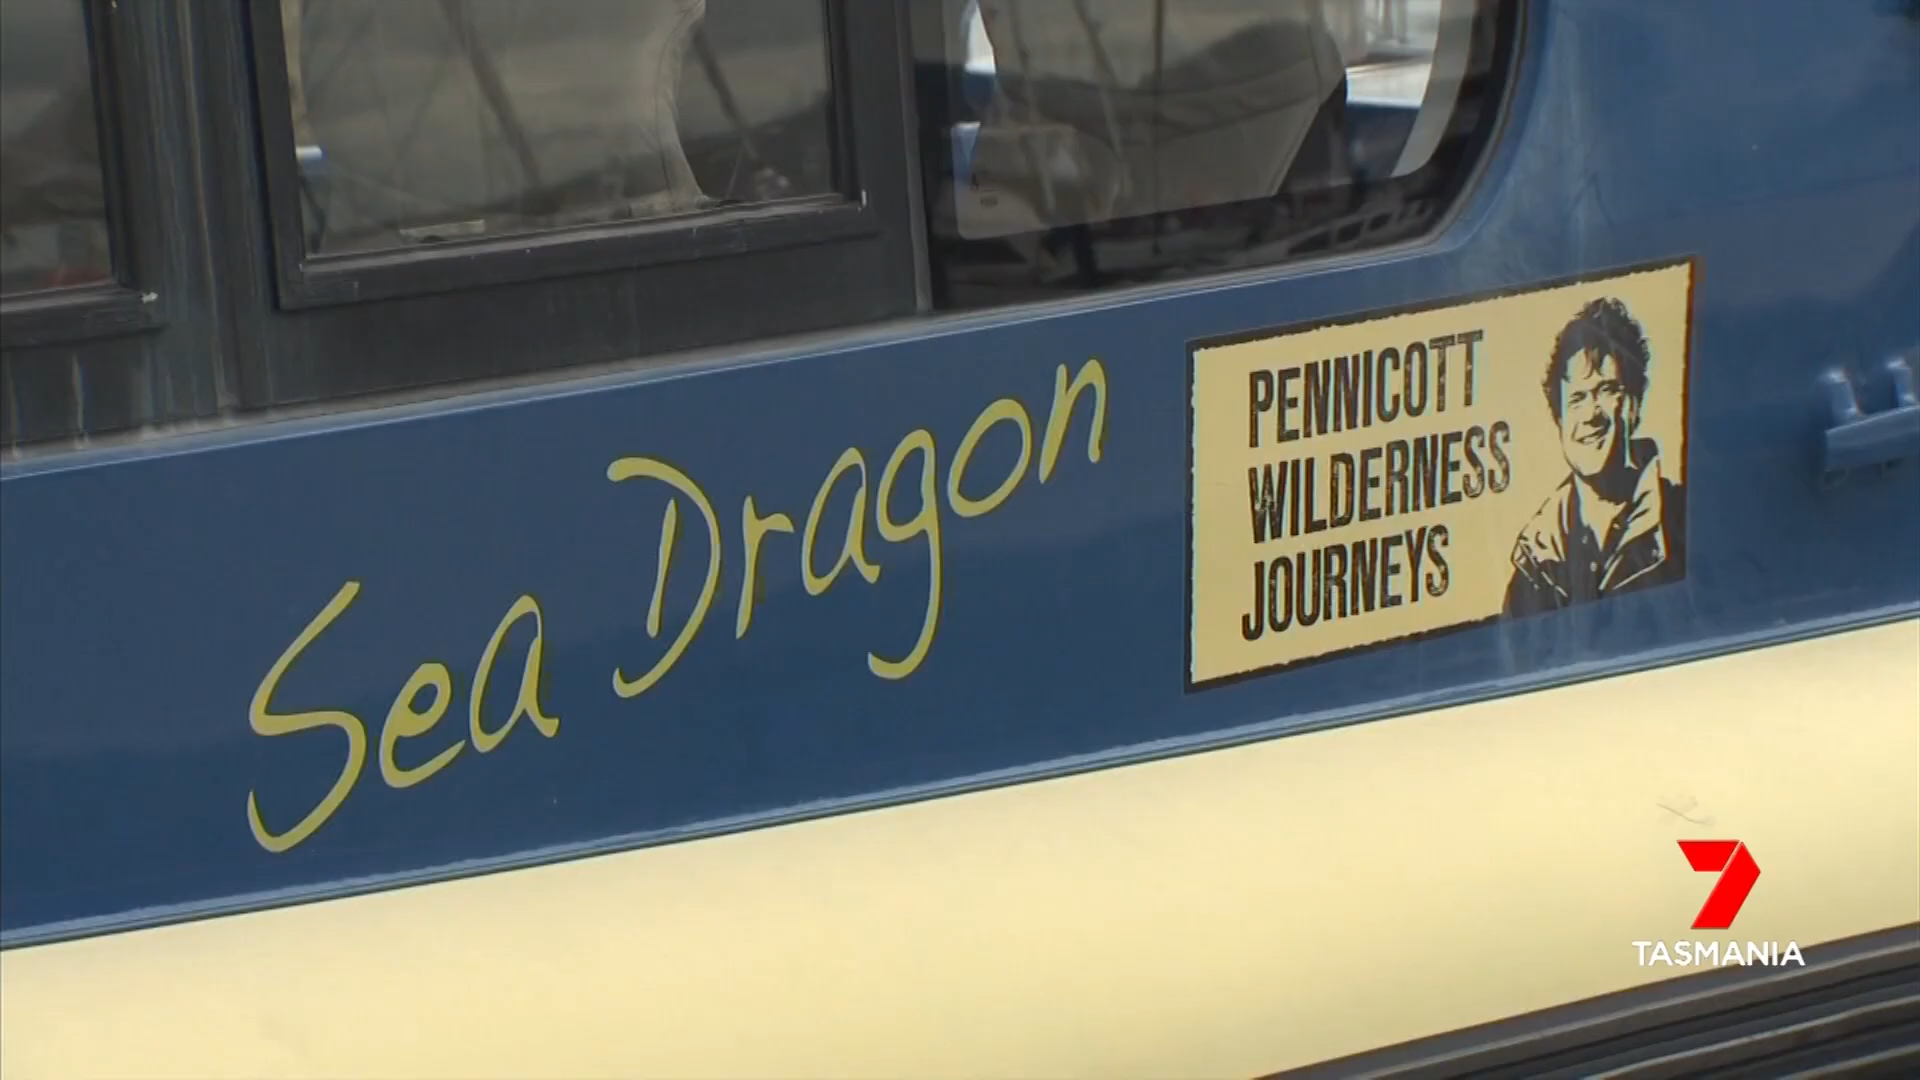 Sea Dragon
PENNICOTT
WILDERNESS
JOURNEYS
7
TASMANIA